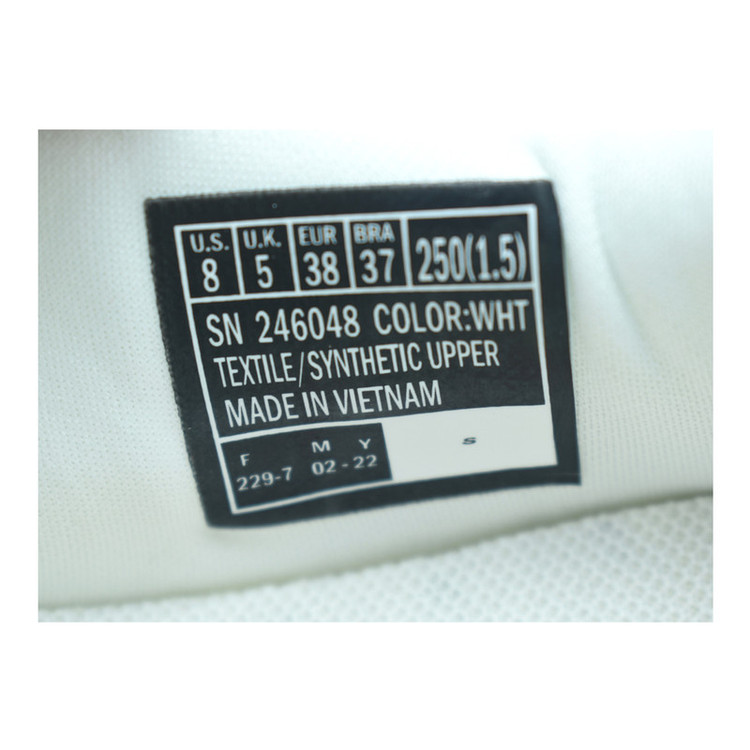 U.S. U.K. EUR BRA
8 5 38 37 250(1.5)
SN 246048 COLOR:WHT
TEXTILE/SYNTHETIC UPPER
MADE IN VIETNAM
F M Y S
229-7 02-22